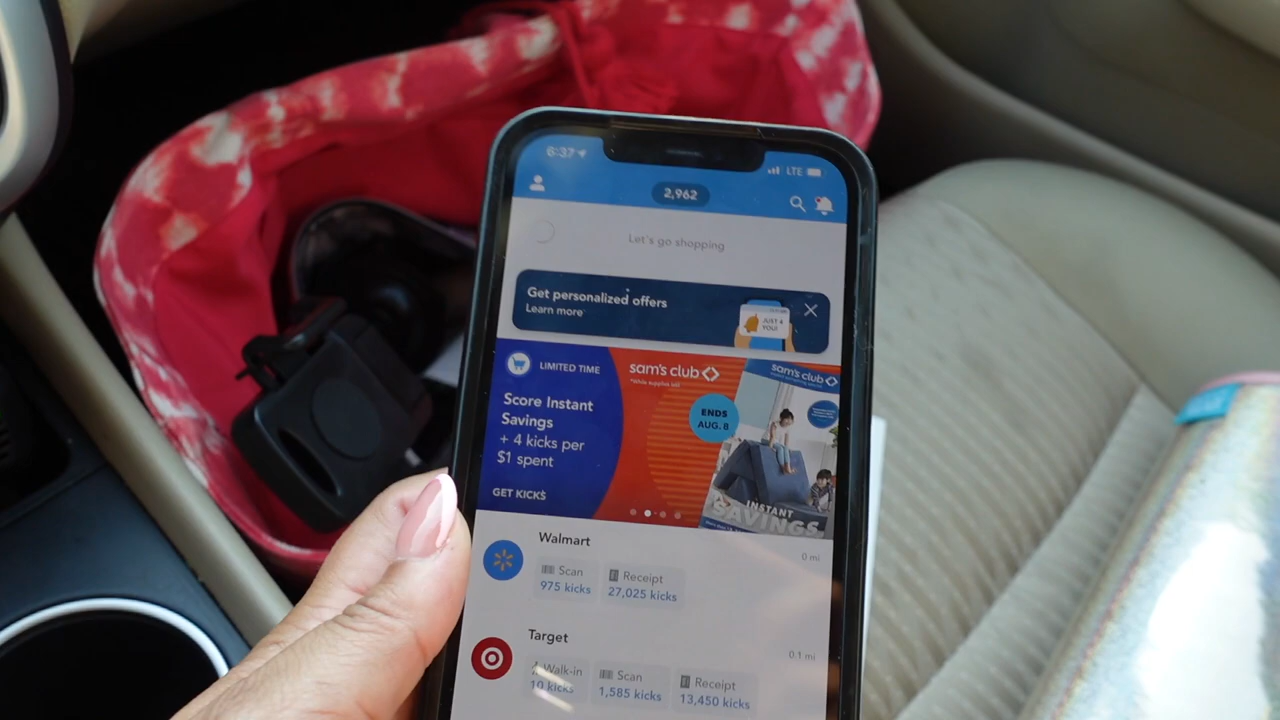 6:37
LTE
2,962
Let's go shopping
Get personalized offers
Learn more
JUST 4
YOU!
LIMITED TIME
Score Instant
Savings
+ 4 kicks per
$1 spent
GET KICKS
sam's club
*While supplies last
ENDS
AUG. 8
sam's club
INSTANT
SAVINGS
Walmart
0 mi
Scan
975 kicks
Receipt
27,025 kicks
Target
0.1 mi
Walk-in
10 kicks
Scan
1,585 kicks
Receipt
13,450 kicks